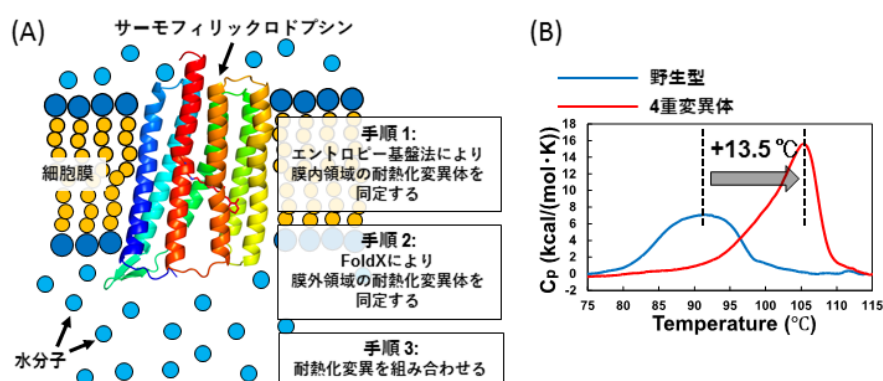 (A)
サーモフィリックロドプシン
細胞膜
手順 1:
エントロピー基盤法により
膜内領域の耐熱化変異体を
同定する
手順 2:
FoldXにより
膜外領域の耐熱化変異体を
同定する
水分子
手順 3:
耐熱化変異を組み合わせる
(B)
野生型
4重変異体
+13.5 ℃
Cp (kcal/(mol・K))
18
16
14
12
10
8
6
4
2
0
-2
75 80 85 90 95 100 105 110 115
Temperature (℃)